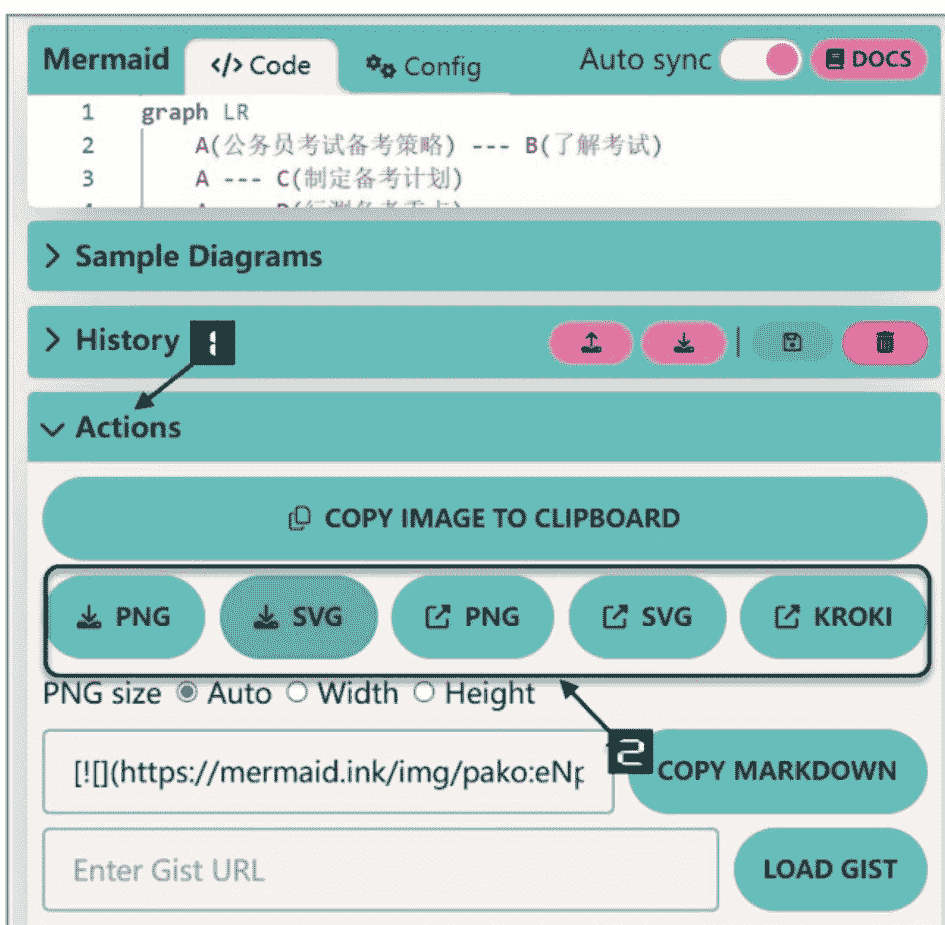 Mermaid </> Code Config Auto sync DOCS
1 graph LR
2 A(公务员考试备考策略) --- B(了解考试)
3 A --- C(制定备考计划)
Sample Diagrams
History 1
Actions
COPY IMAGE TO CLIPBOARD
PNG SVG PNG SVG KROKI
PNG size Auto Width Height
2
[![](https://mermaid.ink/img/pako:eNp COPY MARKDOWN
Enter Gist URL LOAD GIST